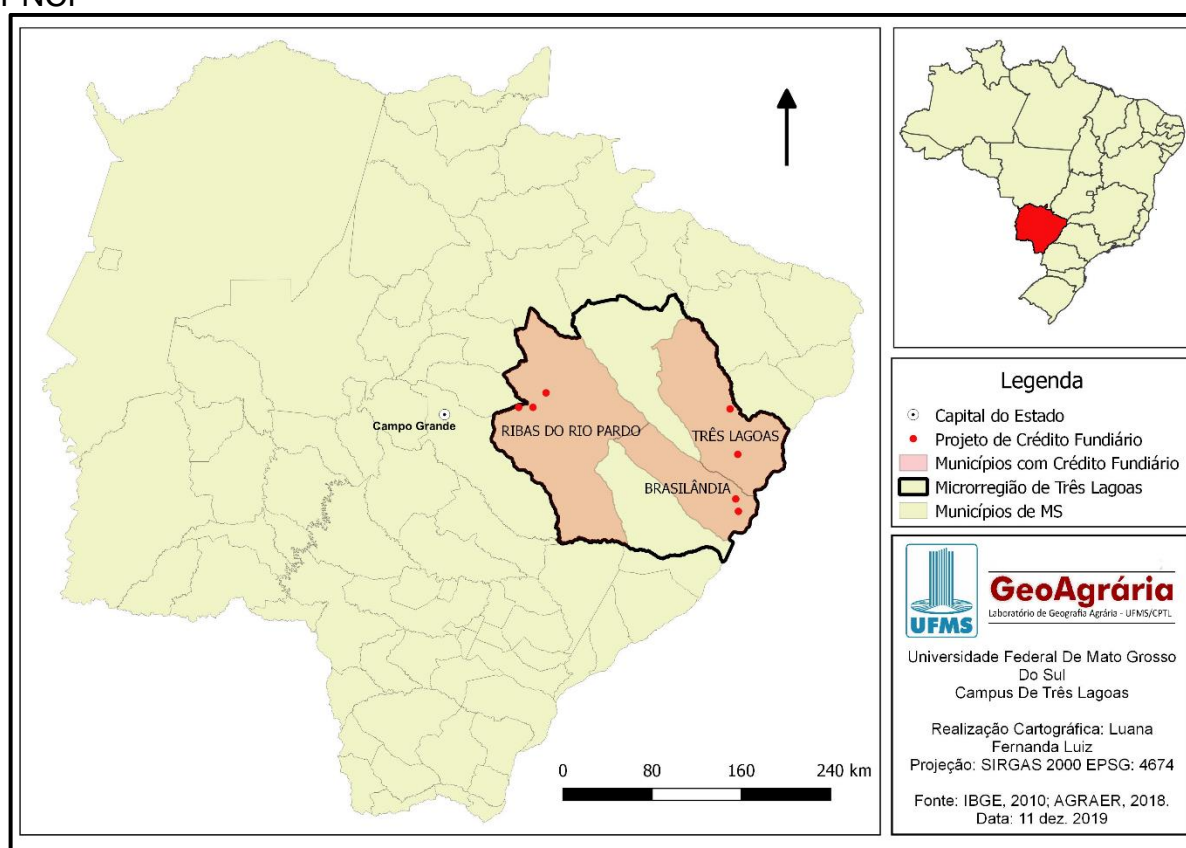 Campo Grande
RIBAS DO RIO PARDO
TRÊS LAGOAS
BRASILÂNDIA
0 80 160 240 km
Legenda
Capital do Estado
Projeto de Crédito Fundiário
Municípios com Crédito Fundiário
Microrregião de Três Lagoas
Municípios de MS
UFMS
GeoAgrária
Laboratório de Geografia Agrária - UFMS/CPTL
Universidade Federal De Mato Grosso
Do Sul
Campus De Três Lagoas
Realização Cartográfica: Luana
Fernanda Luiz
Projeção: SIRGAS 2000 EPSG: 4674
Fonte: IBGE, 2010; AGRAER, 2018.
Data: 11 dez. 2019